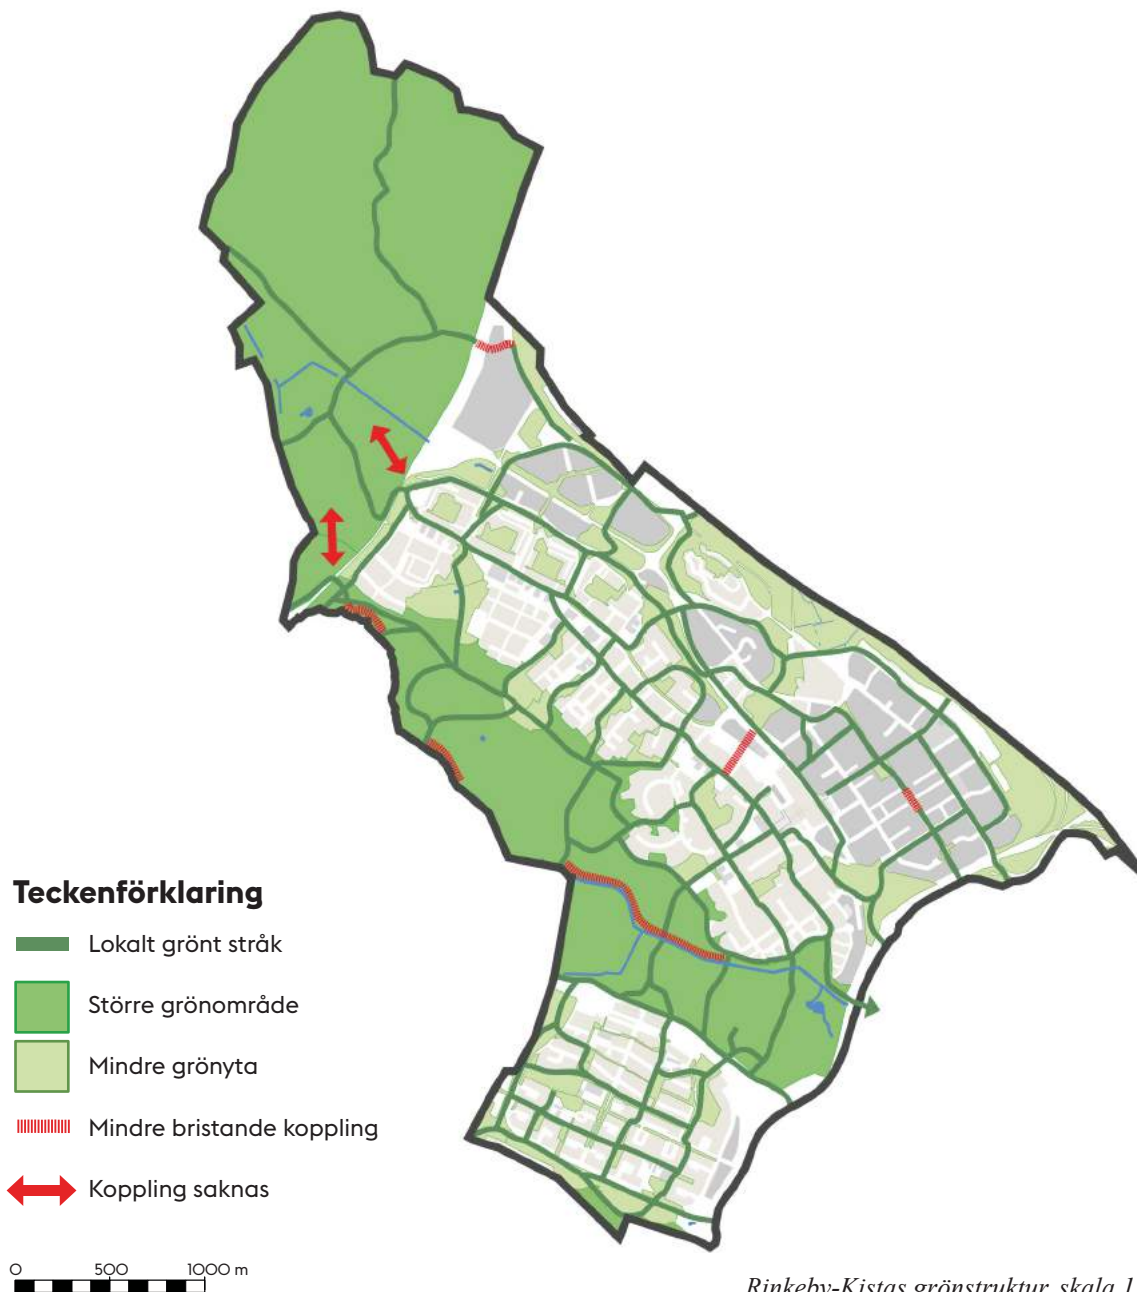 Teckenförklaring
Lokalt grönt stråk
Större grönområde
Mindre grönyta
Mindre bristande koppling
Koppling saknas
0 500 1000 m
Rinkeby-Kistas grönstruktur, skala 1